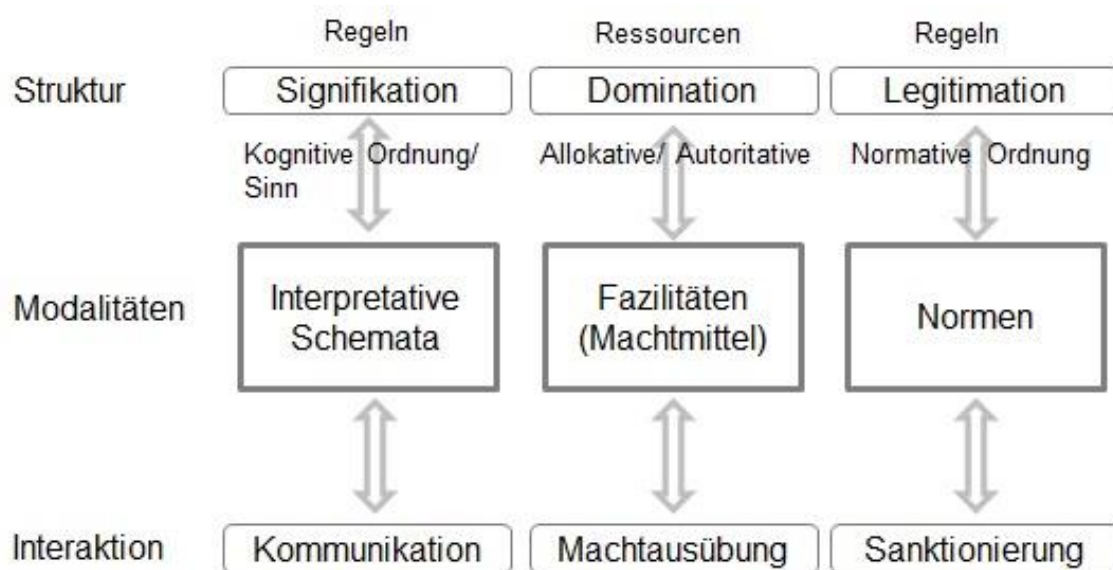 Regeln Ressourcen Regeln
Struktur Signifikation Domination Legitimation
Kognitive Ordnung/ Allokative/ Autoritative Normative Ordnung
Sinn
Modalitäten Interpretative Schemata Fazilitäten (Machtmittel) Normen
Interaktion Kommunikation Machtausübung Sanktionierung